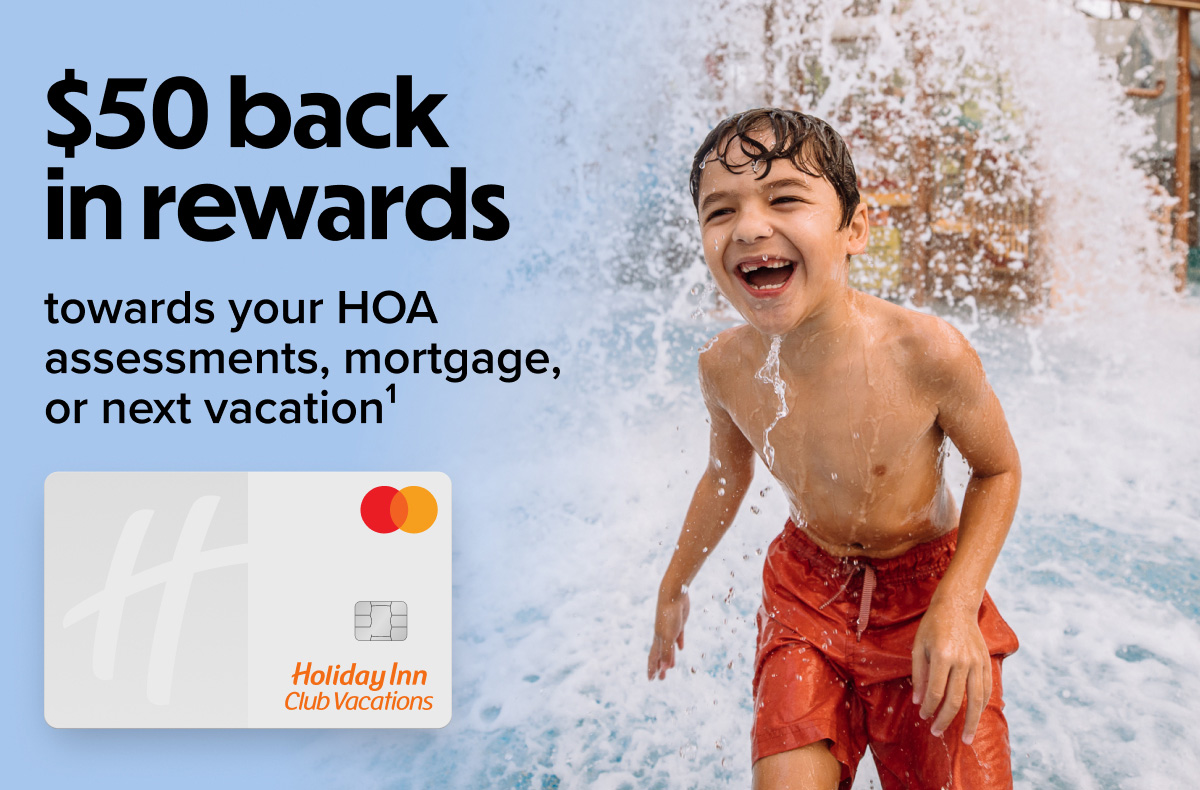 $50 back
in rewards
towards your HOA
assessments, mortgage,
or next vacation¹
H
Holiday Inn
Club Vacations